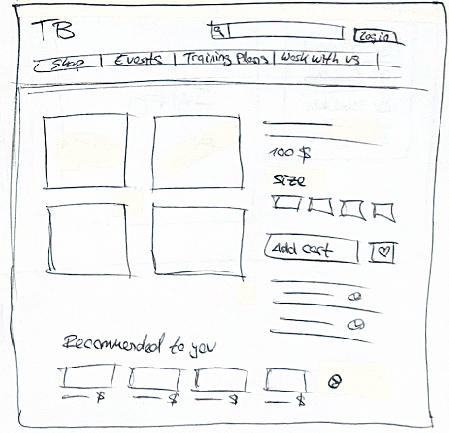 TB
Login
Shop | Events | Training Plans | Work with us |
100 $
Size
Add cart
Recommended to you
$ $ $ $